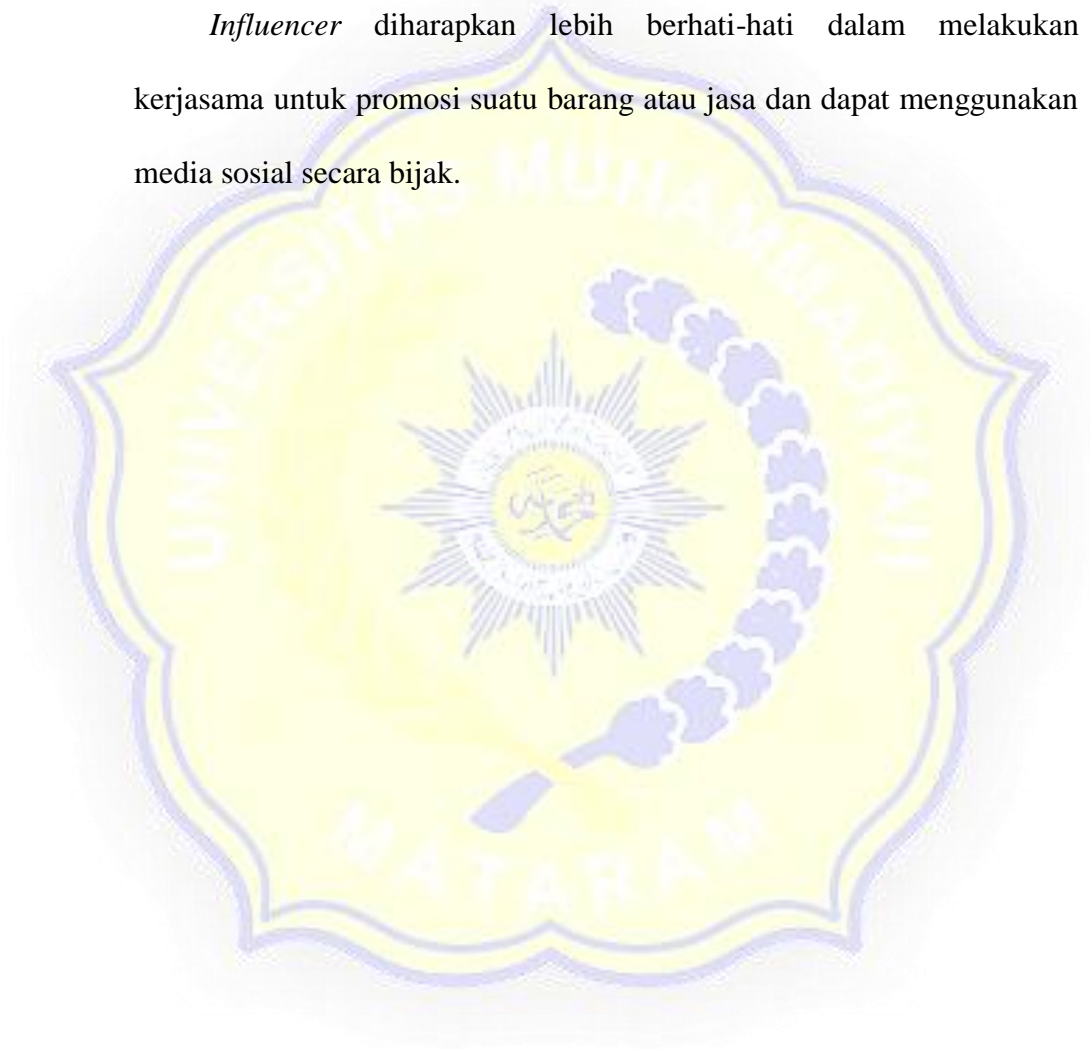 Influencer diharapkan lebih berhati-hati dalam melakukan
kerjasama untuk promosi suatu barang atau jasa dan dapat menggunakan
media sosial secara bijak.
UNIVERSITAS MUHAMMADIYAH
MATARAM